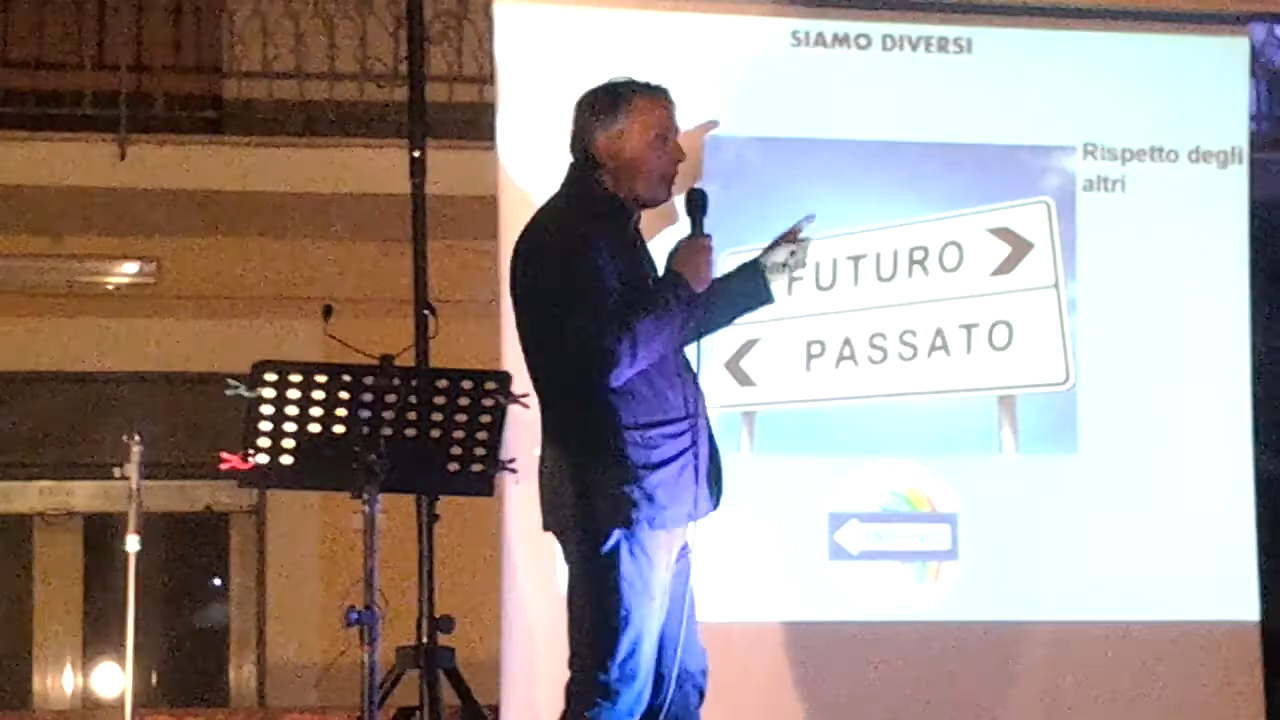 SIAMO DIVERSI
Rispetto degli
altri
FUTURO
PASSATO